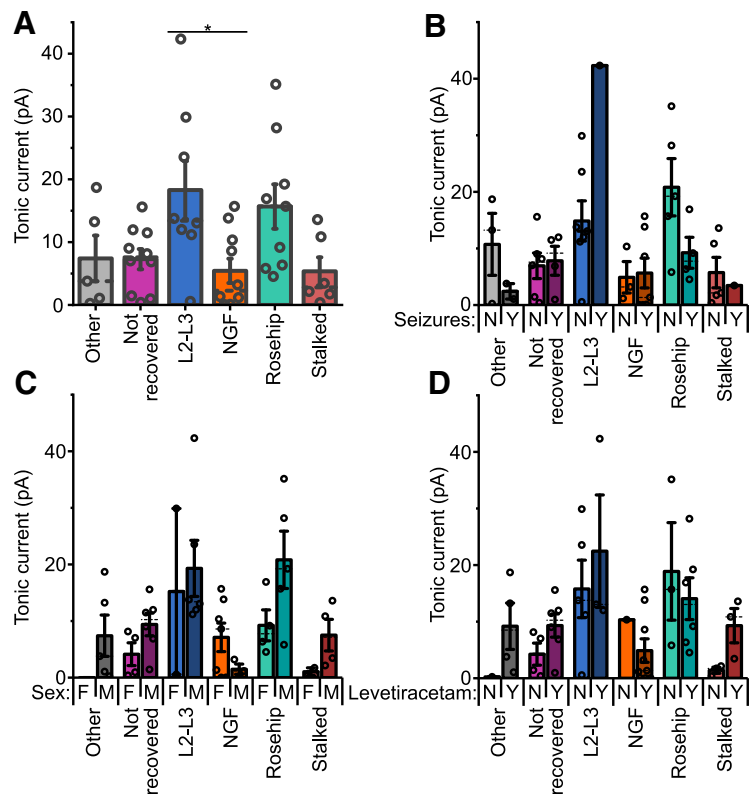 A
*
Tonic current (pA)
40
30
20
10
0
Other
Not
recovered
L2-L3
NGF
Rosehip
Stalked
B
Tonic current (pA)
40
20
0
Seizures: N Y N Y N Y N Y N Y N Y
Other
Not
recovered
L2-L3
NGF
Rosehip
Stalked
C
Tonic current (pA)
40
20
0
Sex: F M F M F M F M F M F M
Other
Not
recovered
L2-L3
NGF
Rosehip
Stalked
D
Tonic current (pA)
40
20
0
Levetiracetam: N Y N Y N Y N Y N Y N Y
Other
Not
recovered
L2-L3
NGF
Rosehip
Stalked